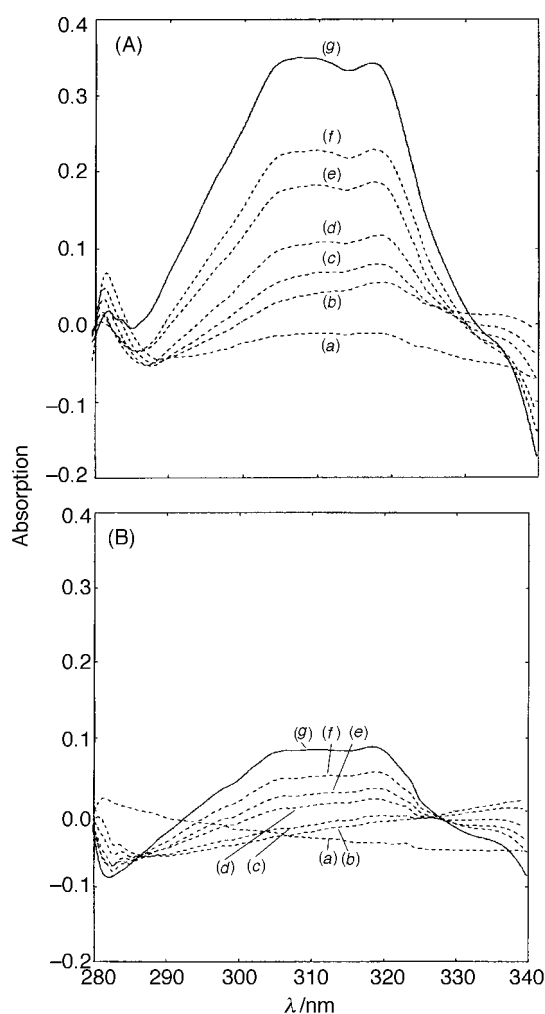 0.4
(A)
(g)
0.3
(f)
0.2
(e)
(d)
0.1
(c)
(b)
0.0
(a)
−0.1
−0.2
Absorption
0.4
(B)
0.3
0.2
0.1
(g) (f) (e)
0.0
(d) (c) (a) (b)
−0.1
−0.2
280 290 300 310 320 330 340
λ/nm